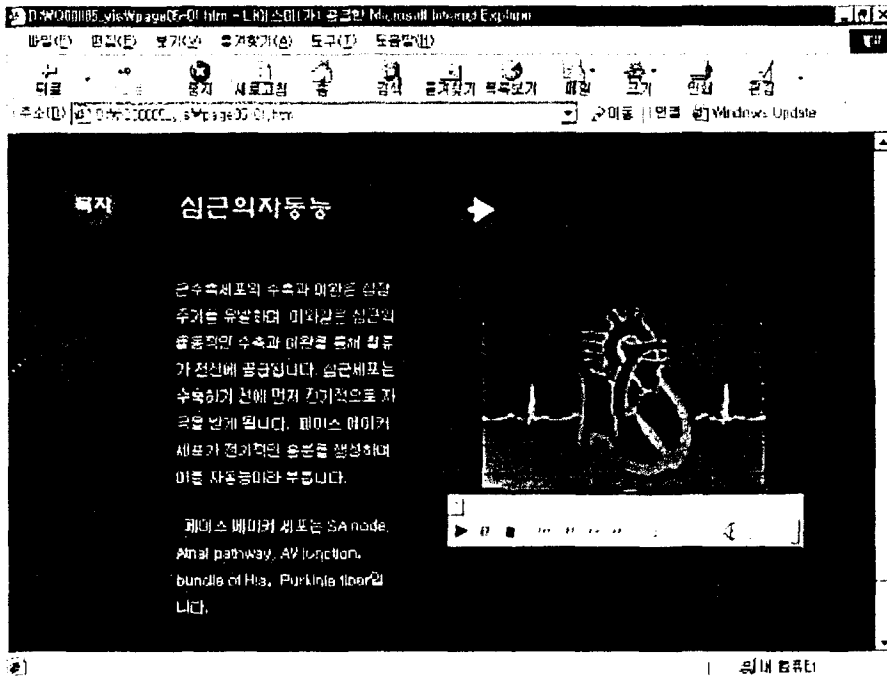 파일(F) 편집(E) 보기(V) 즐겨찾기(A) 도구(T) 도움말(H)
뒤로 중지 새로고침 홈 검색 즐겨찾기 목록보기 메일 크기 인쇄 편집
주소(D) 이동 연결 Windows Update
목차 심근의자동능
근수축세포의 수축과 이완은 심장
주기를 유발하며 이와같은 심근의
율동적인 수축과 이완을 통해 혈류
가 전신에 공급됩니다. 심근세포는
수축하기 전에 먼저 전기적으로 자
극을 받게 됩니다. 페이스 메이커
세포가 전기적인 흥분을 생성하며
이를 자동능이라 부릅니다.
페이스 메이커 세포는 SA node,
Atrial pathway, AV junction,
bundle of His, Purkinje fiber입
니다.
내 컴퓨터